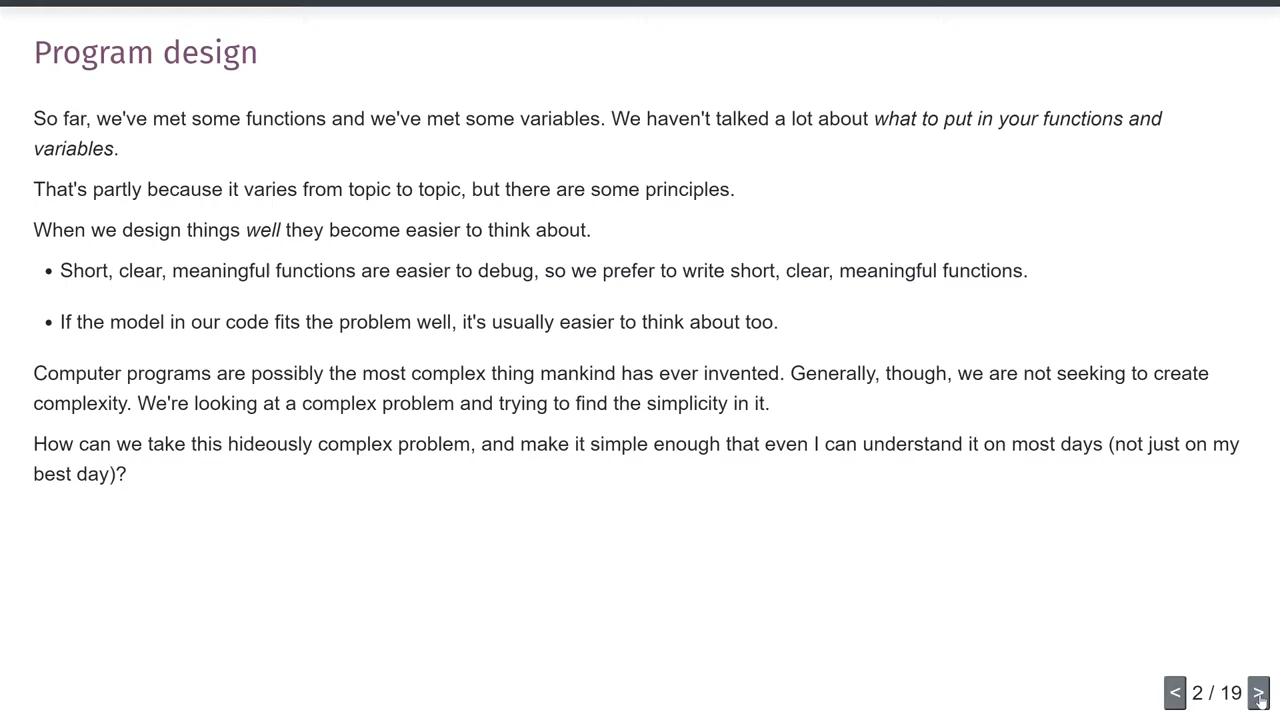 Program design
So far, we've met some functions and we've met some variables. We haven't talked a lot about what to put in your functions and
variables.
That's partly because it varies from topic to topic, but there are some principles.
When we design things well they become easier to think about.
• Short, clear, meaningful functions are easier to debug, so we prefer to write short, clear, meaningful functions.
• If the model in our code fits the problem well, it's usually easier to think about too.
Computer programs are possibly the most complex thing mankind has ever invented. Generally, though, we are not seeking to create
complexity. We're looking at a complex problem and trying to find the simplicity in it.
How can we take this hideously complex problem, and make it simple enough that even I can understand it on most days (not just on my
best day)?
< 2 / 19 >